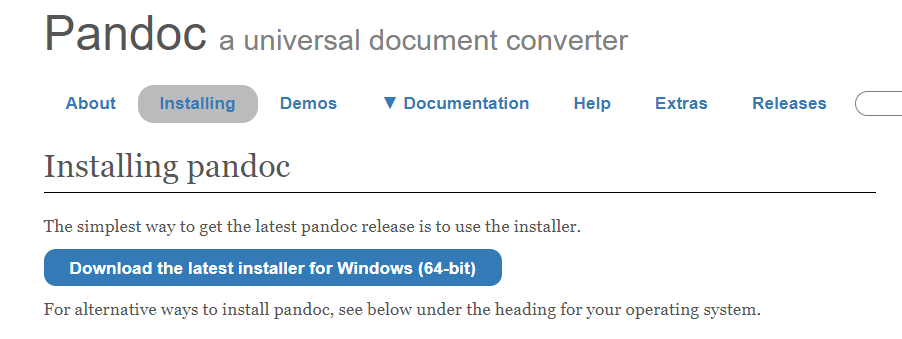 Pandoc a universal document converter
About Installing Demos ▼ Documentation Help Extras Releases
Installing pandoc
The simplest way to get the latest pandoc release is to use the installer.
Download the latest installer for Windows (64-bit)
For alternative ways to install pandoc, see below under the heading for your operating system.